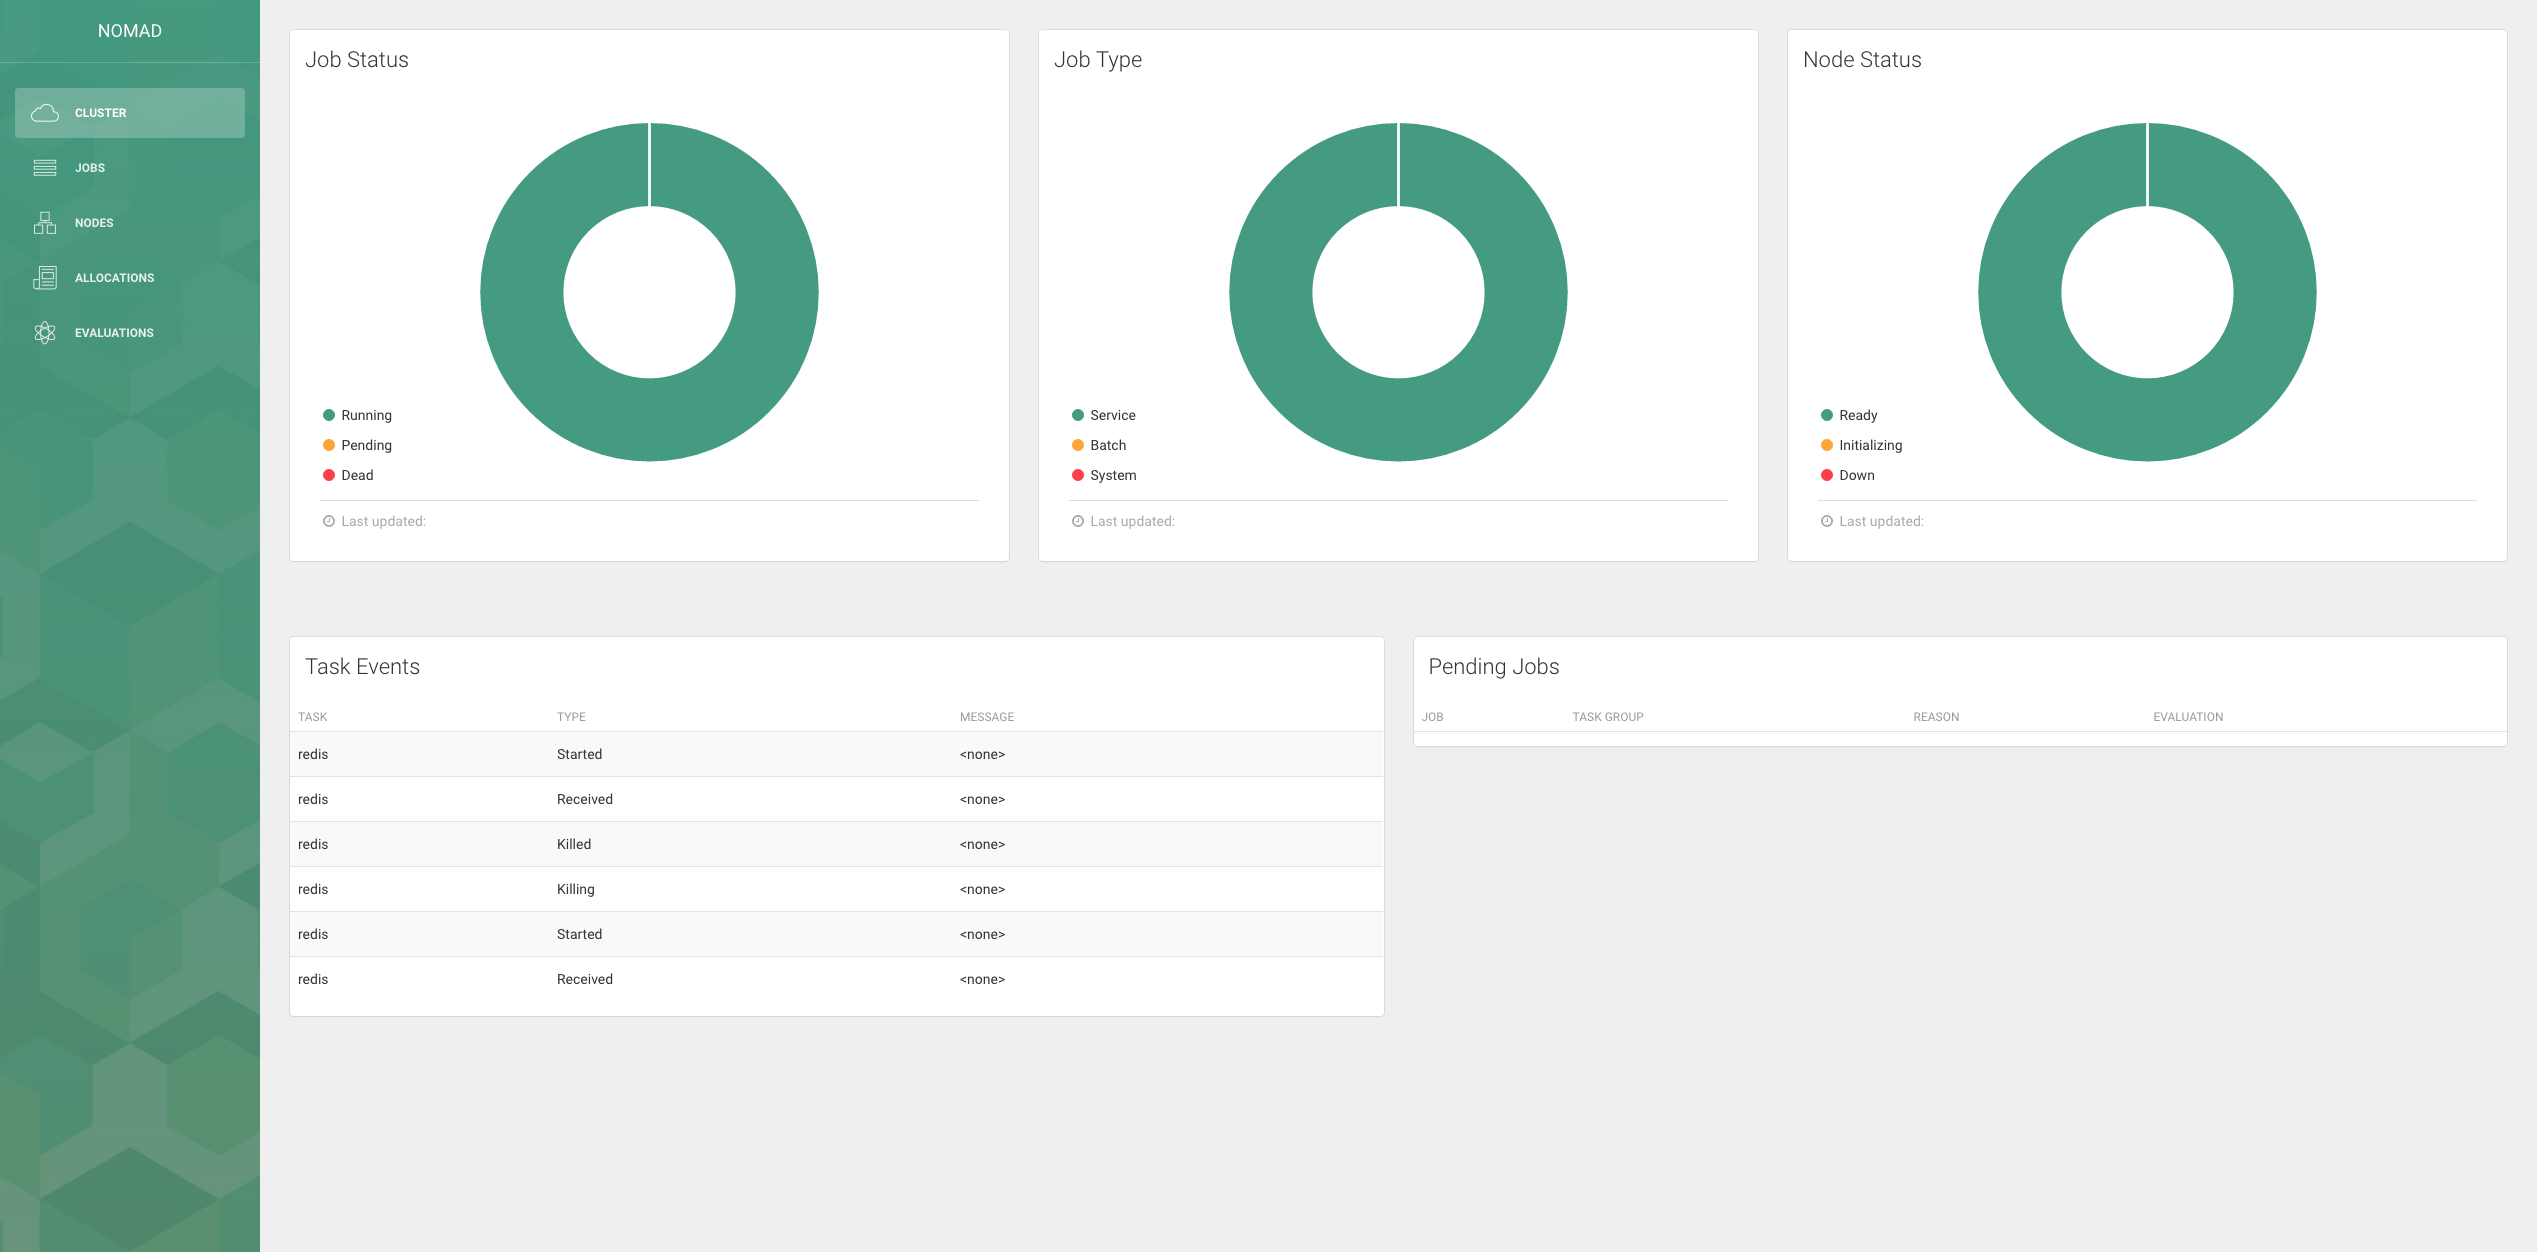 NOMAD
CLUSTER
JOBS
NODES
ALLOCATIONS
EVALUATIONS
Job Status
Running
Pending
Dead
Last updated:
Job Type
Service
Batch
System
Last updated:
Node Status
Ready
Initializing
Down
Last updated:
Task Events
TASK TYPE MESSAGE
redis Started <none>
redis Received <none>
redis Killed <none>
redis Killing <none>
redis Started <none>
redis Received <none>
Pending Jobs
JOB TASK GROUP REASON EVALUATION